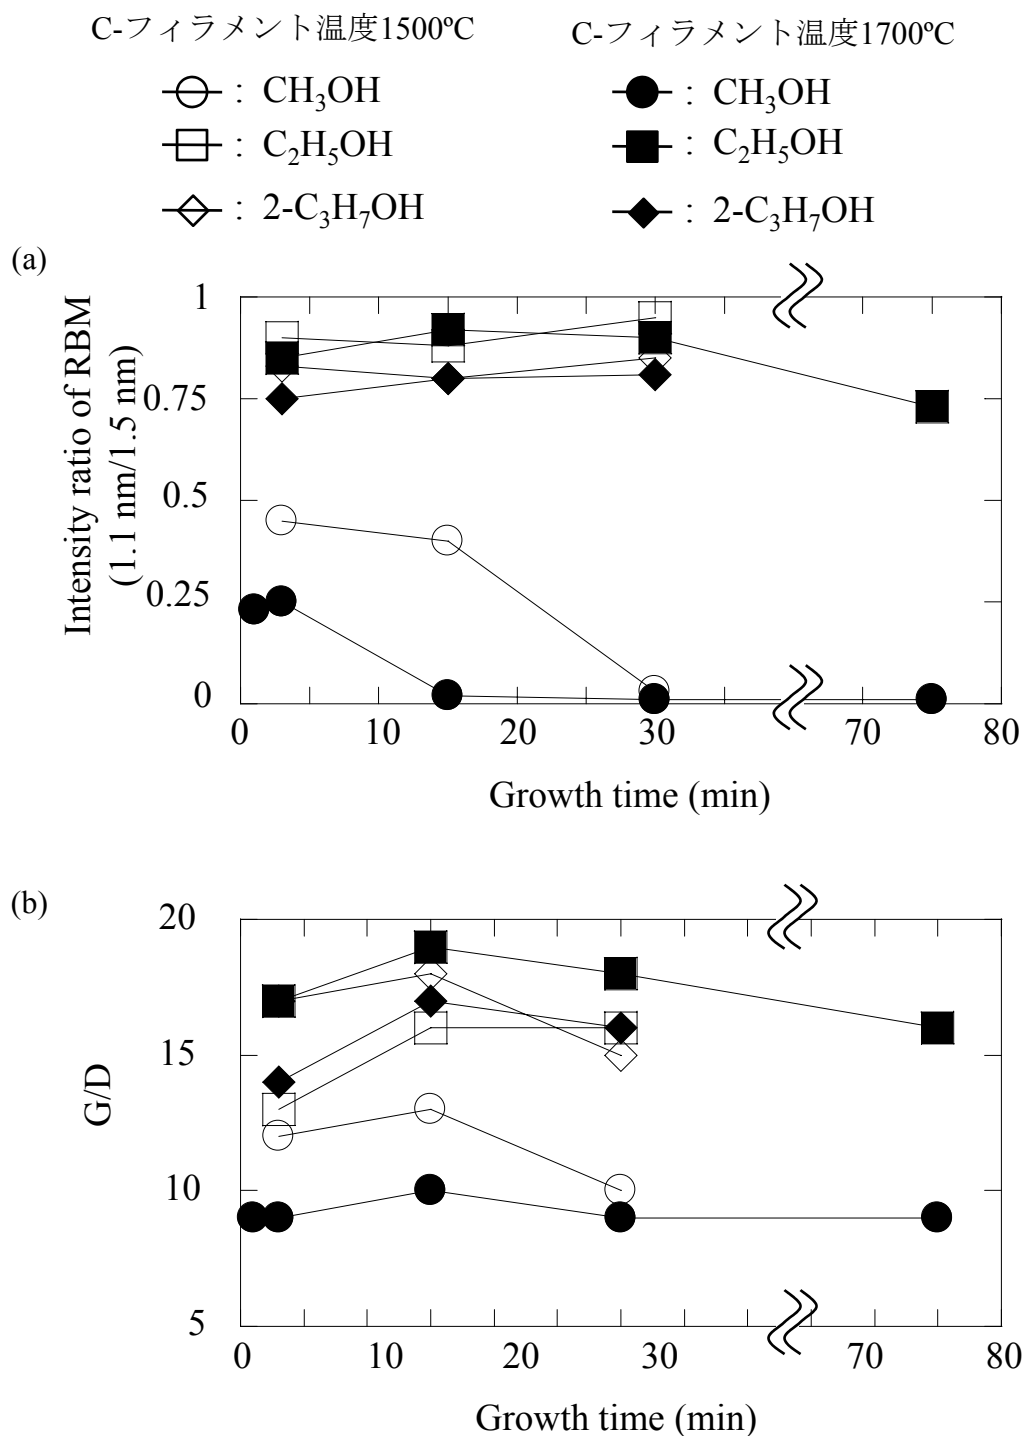 C-フィラメント温度1500ºC
C-フィラメント温度1700ºC
: CH₃OH
: CH₃OH
: C₂H₅OH
: C₂H₅OH
: 2-C₃H₇OH
: 2-C₃H₇OH
(a)
Intensity ratio of RBM
(1.1 nm/1.5 nm)
1
0.75
0.5
0.25
0
0 10 20 30 70 80
Growth time (min)
(b)
G/D
20
15
10
5
0 10 20 30 70 80
Growth time (min)